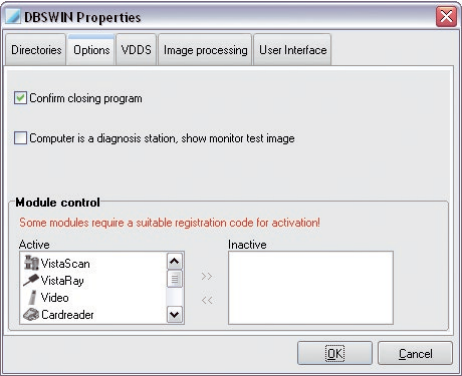 DBSWIN Properties
Directories Options VDDS Image processing User Interface
Confirm closing program
Computer is a diagnosis station, show monitor test image
Module control
Some modules require a suitable registration code for activation!
Active Inactive
VistaScan
VistaRay
Video
Cardreader
>>
<<
OK Cancel